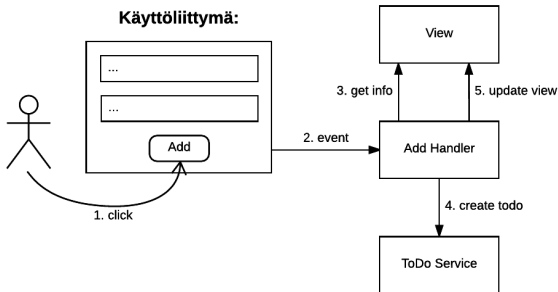 Käyttöliittymä:
View
...
3. get info
5. update view
...
2. event
Add
Add Handler
1. click
4. create todo
ToDo Service